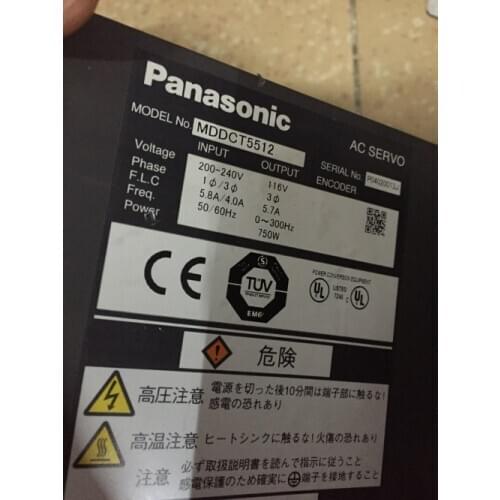 Panasonic
AC SERVO
MODEL No. MDDCT5512
SERIAL No. P04020013J
ENCODER
INPUT OUTPUT
Voltage 200-240V 116V
Phase 1ϕ/3ϕ 3ϕ
F.L.C 5.8A/4.0A 5.7A
Freq. 50/60Hz 0~300Hz
Power 750W
CE
S
TÜV
EM6
POWER CONVERSION EQUIPMENT
UL LISTED UL
C
危険
高圧注意 電源を切った後10分間は端子部に触るな!
感電の恐れあり
高温注意 ヒートシンクに触るな!火傷の恐れあり
注意 必ず取扱説明書を読んで指示に従うこと
感電保護のため確実に端子を接地すること